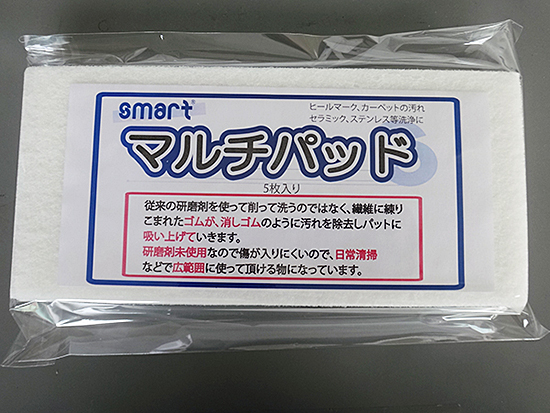 smart
ヒールマーク、カーペットの汚れ
セラミック、ステンレス等洗浄に
マルチパッド
5枚入り
従来の研磨剤を使って削って洗うのではなく、繊維に練り
こまれたゴムが、消しゴムのように汚れを除去しパットに
吸い上げていきます。
研磨剤未使用なので傷が入りにくいので、日常清掃
などで広範囲に使って頂ける物になっています。